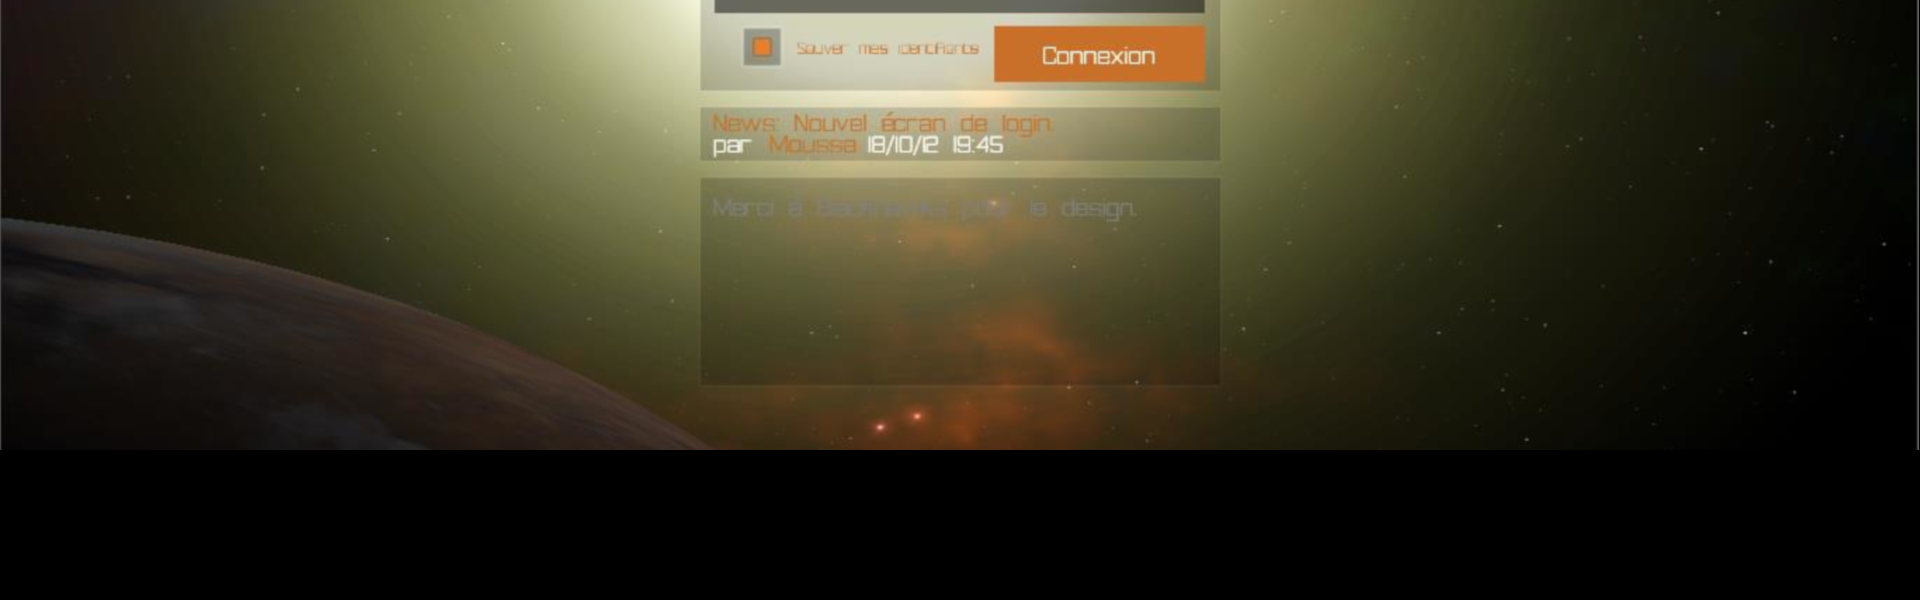 Sauver mes identifiants
Connexion
News: Nouvel écran de login.
par Moussa 18/10/12 19:45
Merci à pour le design.